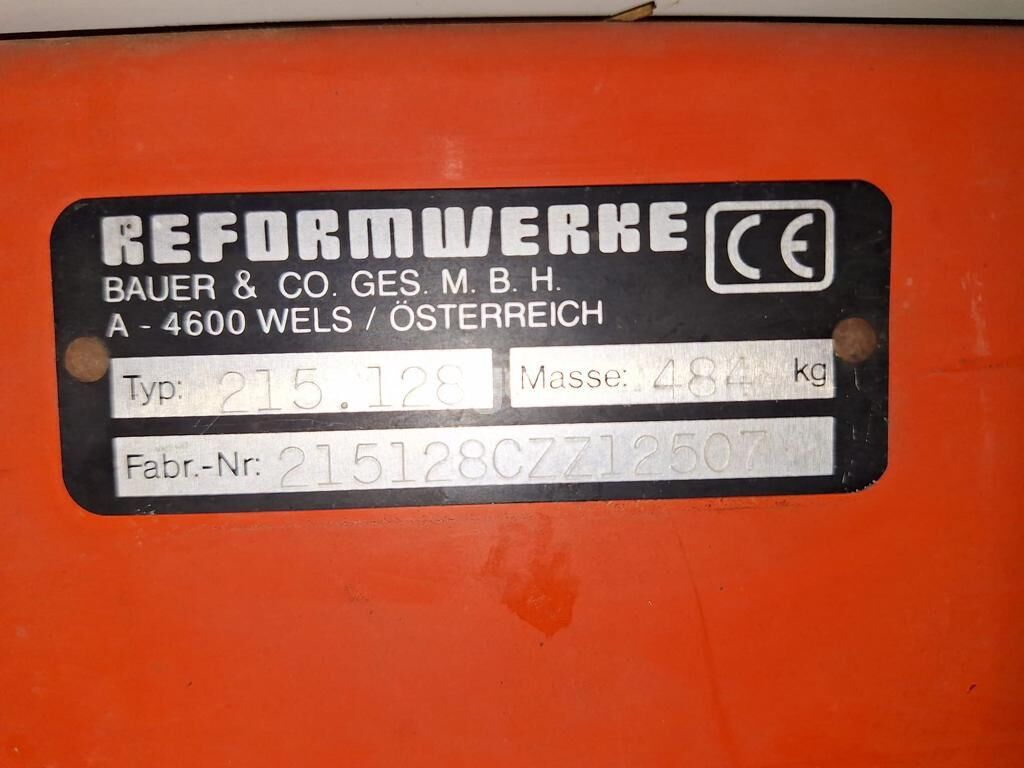 REFORMWERKE CE
BAUER & CO. GES. M. B. H.
A - 4600 WELS / ÖSTERREICH
Typ: 215.128 Masse: 484 kg
Fabr.-Nr: 215128CZZ12507